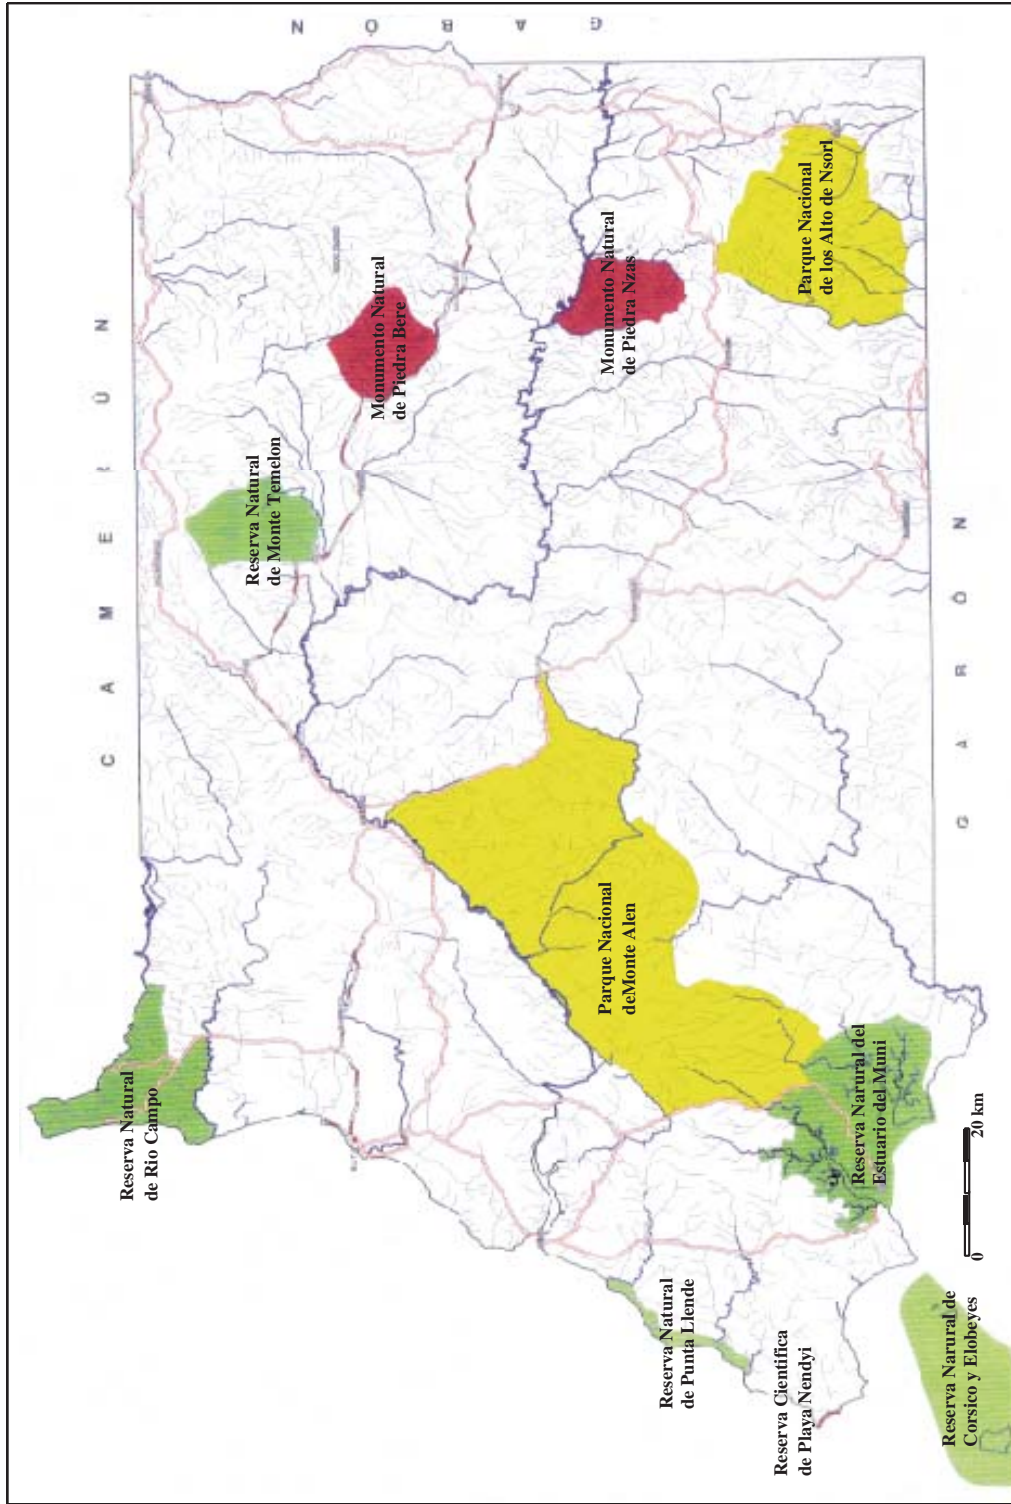 CAMERÚN
GABÓN
GABÓN
Reserva Natural
de Rio Campo
Reserva Natural
de Monte Temelon
Monumento Natural
de Piedra Bere
Monumento Natural
de Piedra Nzas
Parque Nacional
de los Alto de Nsorl
Parque Nacional
deMonte Alen
Reserva Narural del
Estuario del Muni
Reserva Natural
de Punta Llende
Reserva Cientifica
de Playa Nendyi
Reserva Narural de
Corsico y Elobeyes
0 20 km